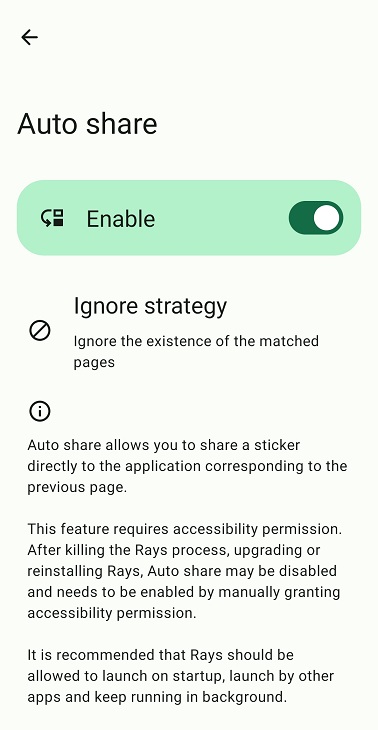 Auto share
Enable
Ignore strategy
Ignore the existence of the matched
pages
Auto share allows you to share a sticker
directly to the application corresponding to the
previous page.
This feature requires accessibility permission.
After killing the Rays process, upgrading or
reinstalling Rays, Auto share may be disabled
and needs to be enabled by manually granting
accessibility permission.
It is recommended that Rays should be
allowed to launch on startup, launch by other
apps and keep running in background.